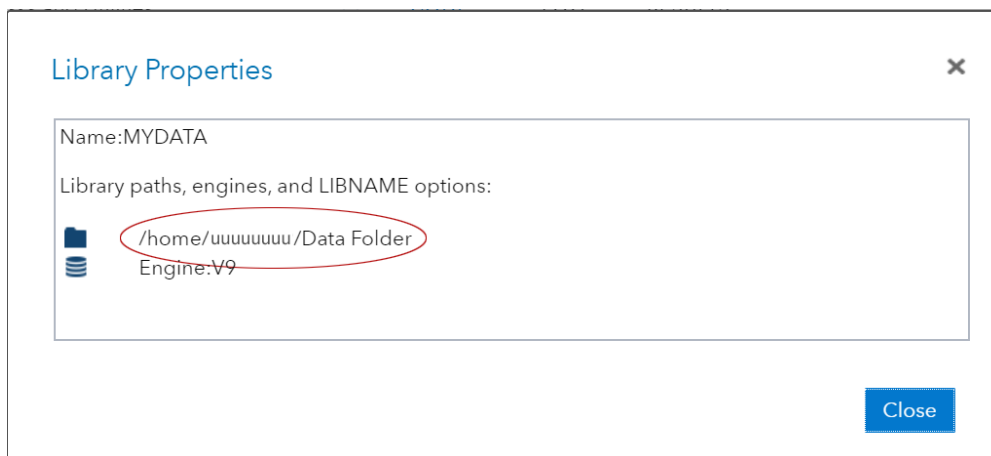 Library Properties
Name:MYDATA
Library paths, engines, and LIBNAME options:
/home/uuuuuuuu/Data Folder
Engine:V9
Close